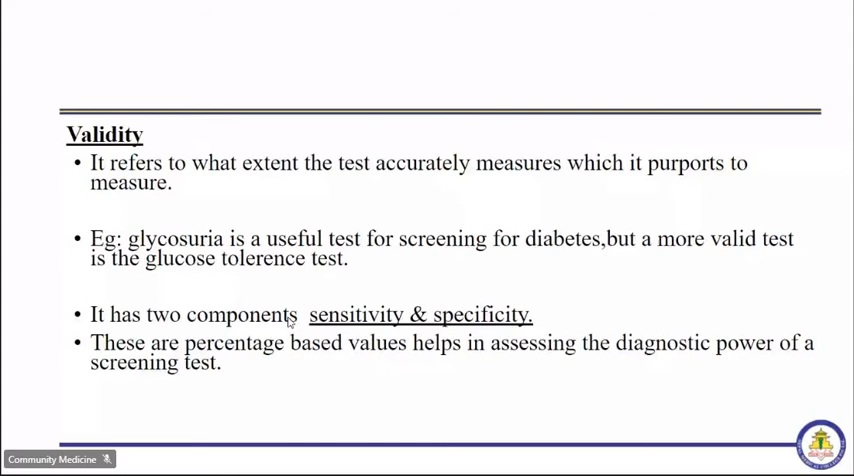 Validity
• It refers to what extent the test accurately measures which it purports to
measure.
• Eg: glycosuria is a useful test for screening for diabetes,but a more valid test
is the glucose tolerence test.
• It has two components sensitivity & specificity.
• These are percentage based values helps in assessing the diagnostic power of a
screening test.
Community Medicine